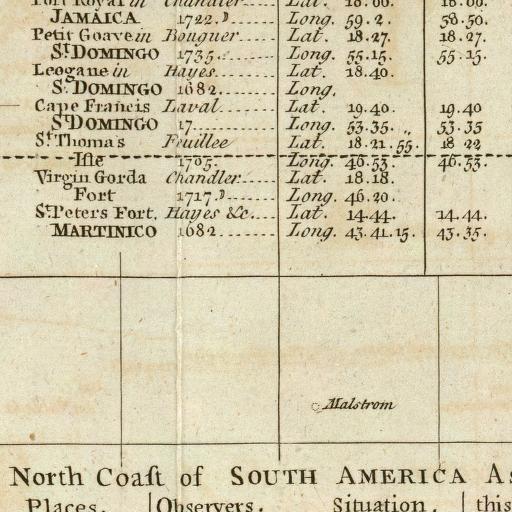 Port Royal in Chandler Lat. 18.00. 18.00.
JAMAICA 1722.D Long. 59.2. 58.50.
Petit Goave in Bouguer Lat. 18.27. 18.27.
St. DOMINGO 1735. Long. 55.15. 55.15.
Leogane in Hayes Lat. 18.40.
St. DOMINGO 1682 Long.
Cape Francis Laval Lat. 19.40. 19.40
St. DOMINGO 17 Long. 53.35. 53.35
St. Thomas Feuillee Lat. 18.21.55. 18 22
Isle 1705. Long. 46.53. 46.53.
Virgin Gorda Chandler Lat. 18.18.
Fort 1717.D Long. 46.20.
St. Peters Fort. Hayes &c. Lat. 14.44. 14.44.
MARTINICO 1682 Long. 43.41.15. 43.35.
Malstrom
North Coaſt of SOUTH AMERICA As
Places. Observers. Situation. this